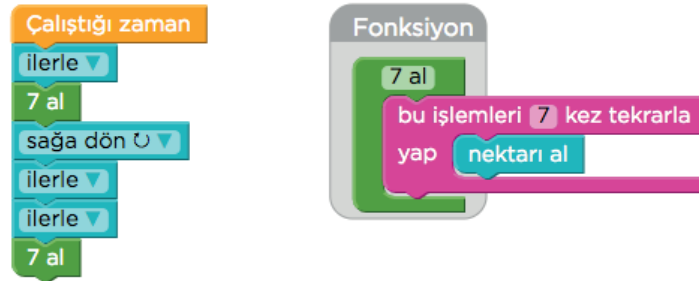 Çalıştığı zaman
ilerle
7 al
sağa dön ↻
ilerle
ilerle
7 al
Fonksiyon
7 al
bu işlemleri 7 kez tekrarla
yap nektarı al